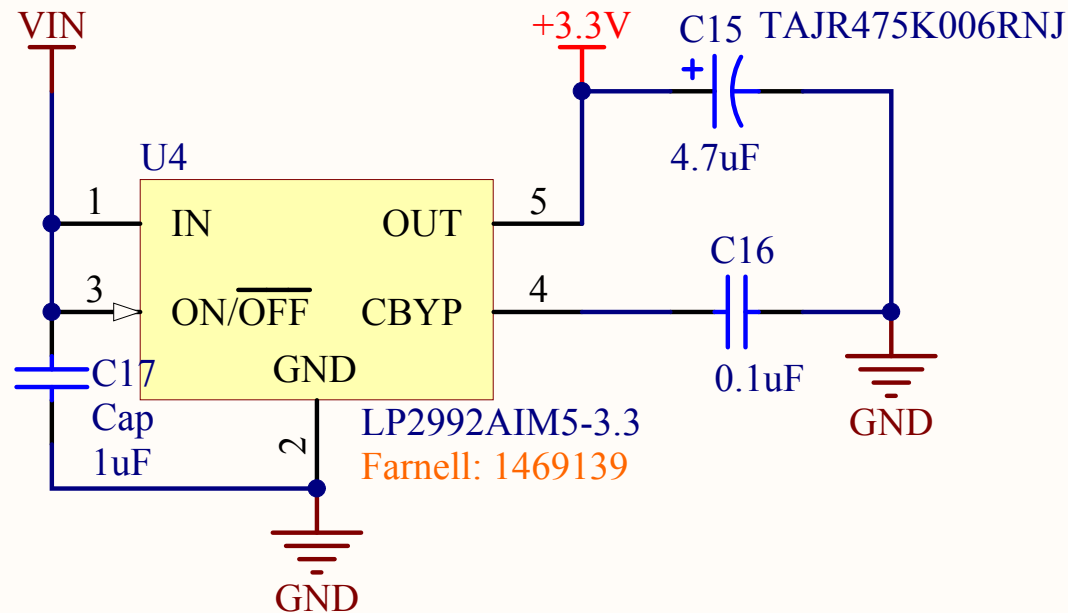 VIN
+3.3V
C15 TAJR475K006RNJ
+
4.7uF
U4
1
IN
OUT
5
3
ON/OFF
CBYP
4
C16
0.1uF
GND
GND
C17
Cap
1uF
2
LP2992AIM5-3.3
Farnell: 1469139
GND